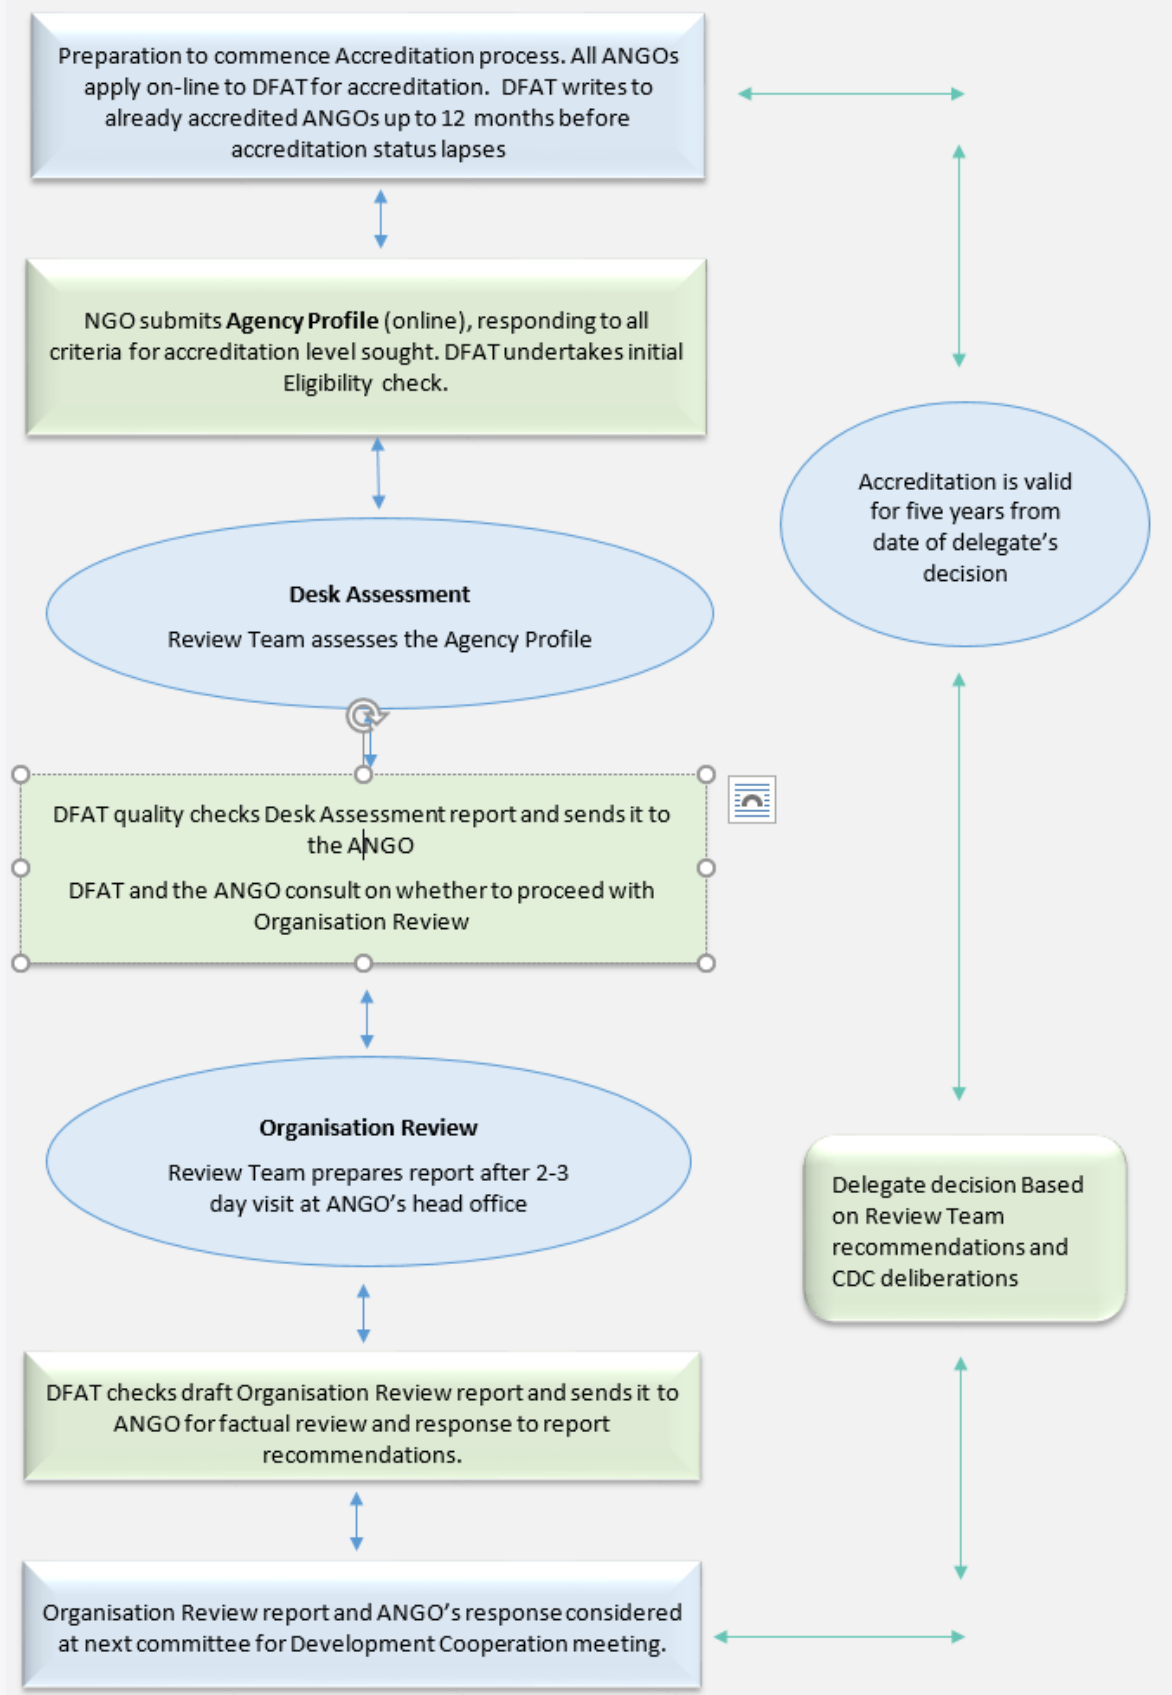 Preparation to commence Accreditation process. All ANGOs
apply on-line to DFAT for accreditation. DFAT writes to
already accredited ANGOs up to 12 months before
accreditation status lapses
NGO submits Agency Profile (online), responding to all
criteria for accreditation level sought. DFAT undertakes initial
Eligibility check.
Desk Assessment
Review Team assesses the Agency Profile
DFAT quality checks Desk Assessment report and sends it to
the ANGO
DFAT and the ANGO consult on whether to proceed with
Organisation Review
Organisation Review
Review Team prepares report after 2-3
day visit at ANGO's head office
DFAT checks draft Organisation Review report and sends it to
ANGO for factual review and response to report
recommendations.
Organisation Review report and ANGO's response considered
at next committee for Development Cooperation meeting.
Delegate decision Based
on Review Team
recommendations and
CDC deliberations
Accreditation is valid
for five years from
date of delegate's
decision